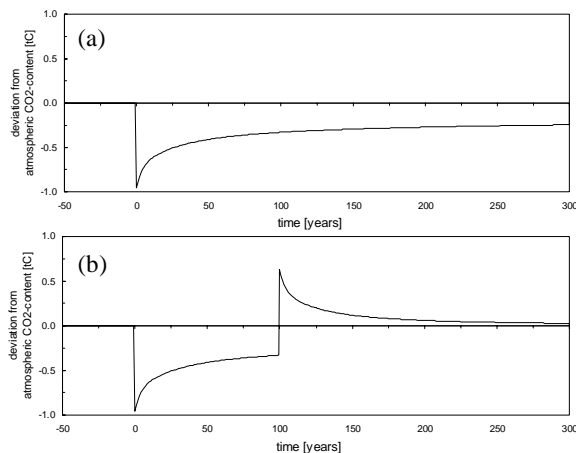 (a)
deviation from
atmospheric CO2-content [tC]
1.0
0.5
0.0
-0.5
-1.0
-50 0 50 100 150 200 250 300
time [years]
(b)
deviation from
atmospheric CO2-content [tC]
1.0
0.5
0.0
-0.5
-1.0
-50 0 50 100 150 200 250 300
time [years]